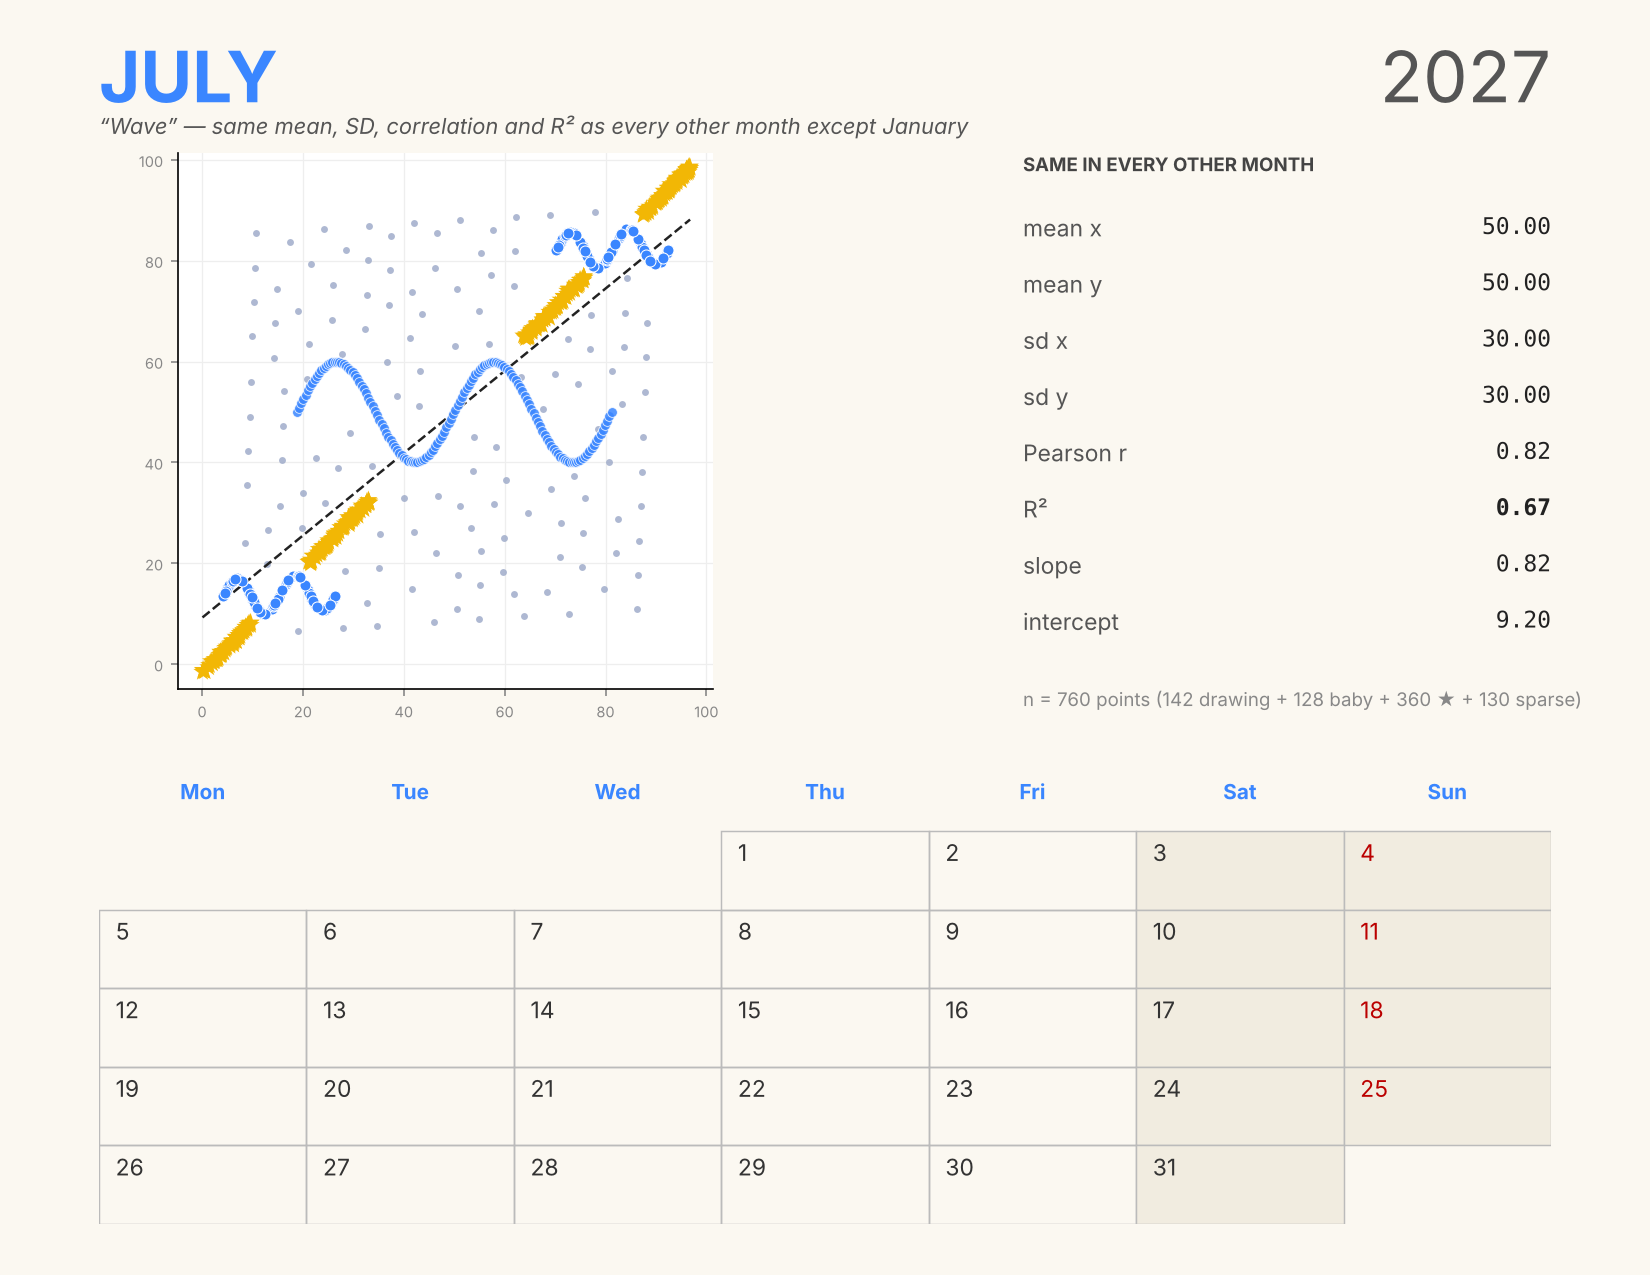 JULY 2027
“Wave” — same mean, SD, correlation and R² as every other month except January
100
80
60
40
20
0
0 20 40 60 80 100
SAME IN EVERY OTHER MONTH
mean x 50.00
mean y 50.00
sd x 30.00
sd y 30.00
Pearson r 0.82
R² 0.67
slope 0.82
intercept 9.20
n = 760 points (142 drawing + 128 baby + 360 ★ + 130 sparse)
Mon Tue Wed Thu Fri Sat Sun
1 2 3 4
5 6 7 8 9 10 11
12 13 14 15 16 17 18
19 20 21 22 23 24 25
26 27 28 29 30 31